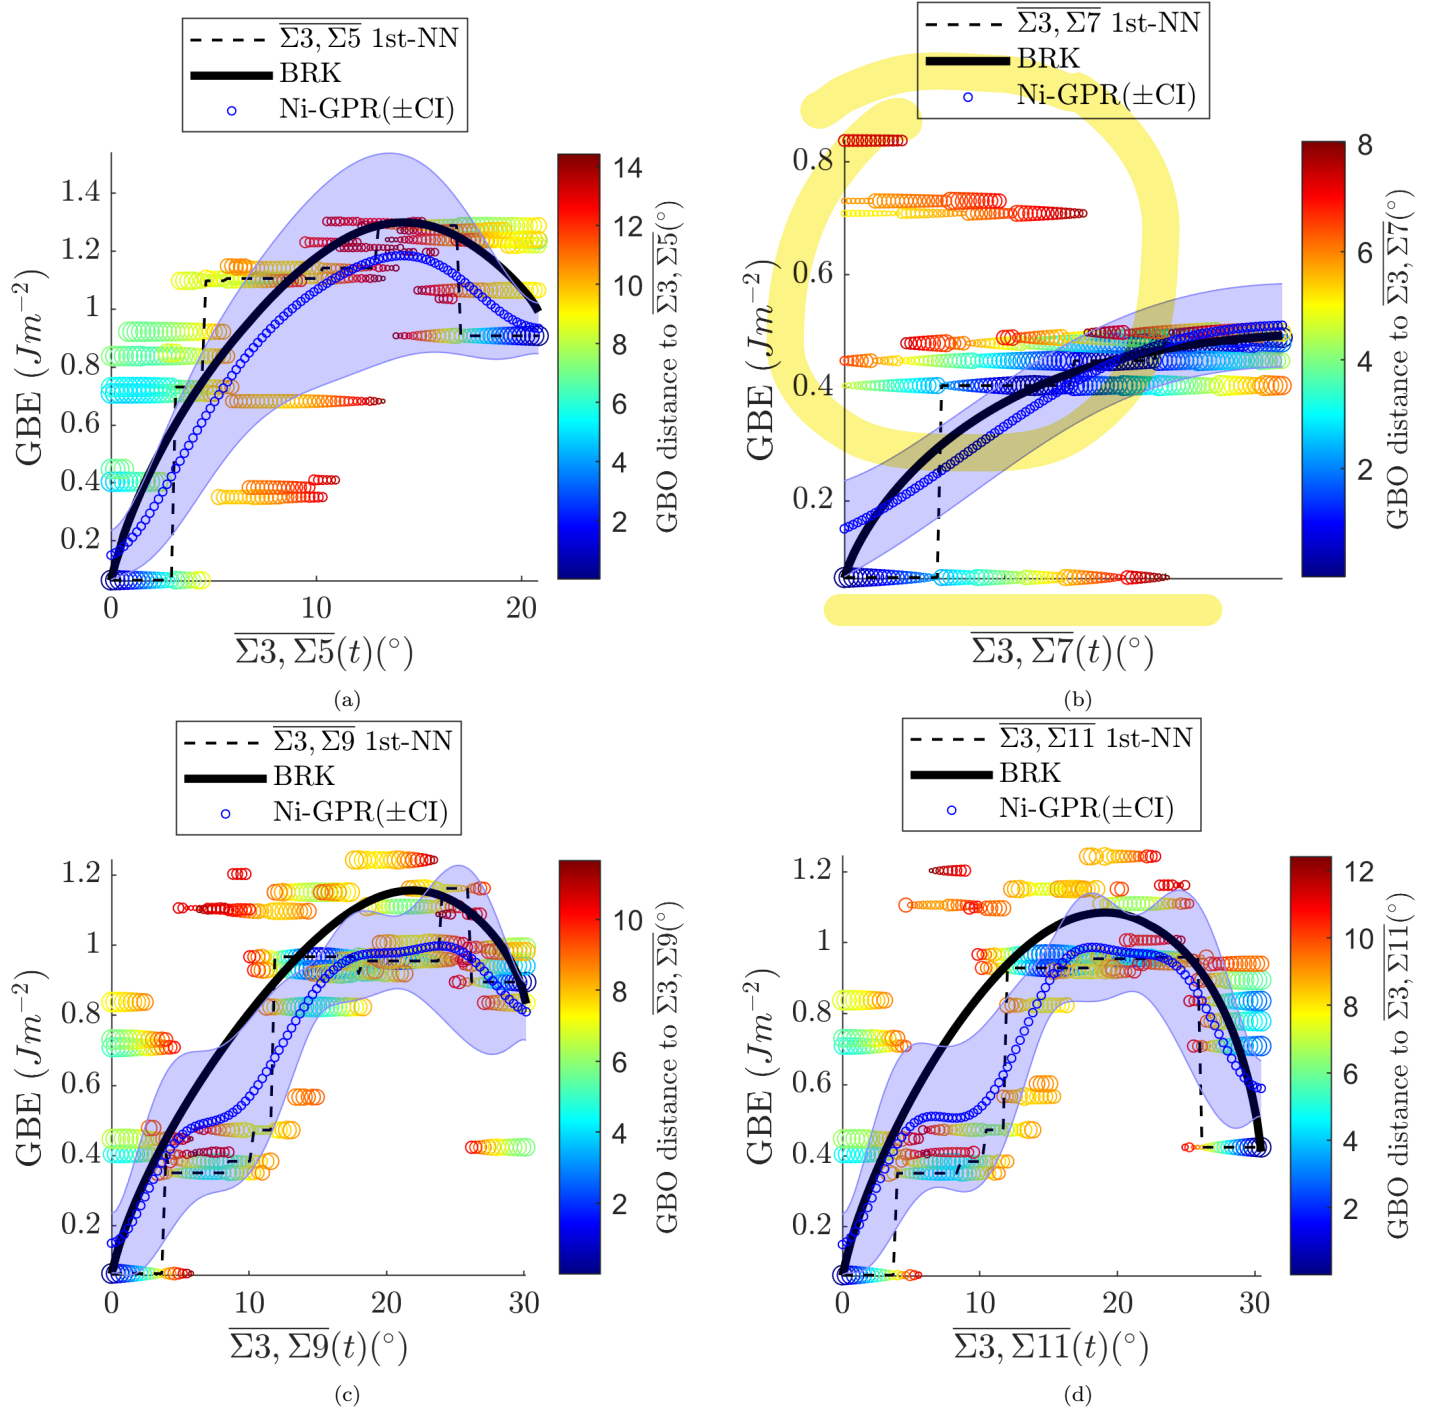 Σ3, Σ5 1st-NN
BRK
Ni-GPR(±CI)
GBE (Jm⁻²)
1.4
1.2
1
0.8
0.6
0.4
0.2
0 10 20
Σ3, Σ5(t)(°)
14
12
10
8
6
4
2
GBO distance to Σ3, Σ5(°)
(a)
Σ3, Σ7 1st-NN
BRK
Ni-GPR(±CI)
GBE (Jm⁻²)
0.8
0.6
0.4
0.2
Σ3, Σ7(t)(°)
8
6
4
2
GBO distance to Σ3, Σ7(°)
(b)
Σ3, Σ9 1st-NN
BRK
Ni-GPR(±CI)
GBE (Jm⁻²)
1.2
1
0.8
0.6
0.4
0.2
0 10 20 30
Σ3, Σ9(t)(°)
10
8
6
4
2
GBO distance to Σ3, Σ9(°)
(c)
Σ3, Σ11 1st-NN
BRK
Ni-GPR(±CI)
GBE (Jm⁻²)
1.2
1
0.8
0.6
0.4
0.2
0 10 20 30
Σ3, Σ11(t)(°)
12
10
8
6
4
2
GBO distance to Σ3, Σ11(°)
(d)